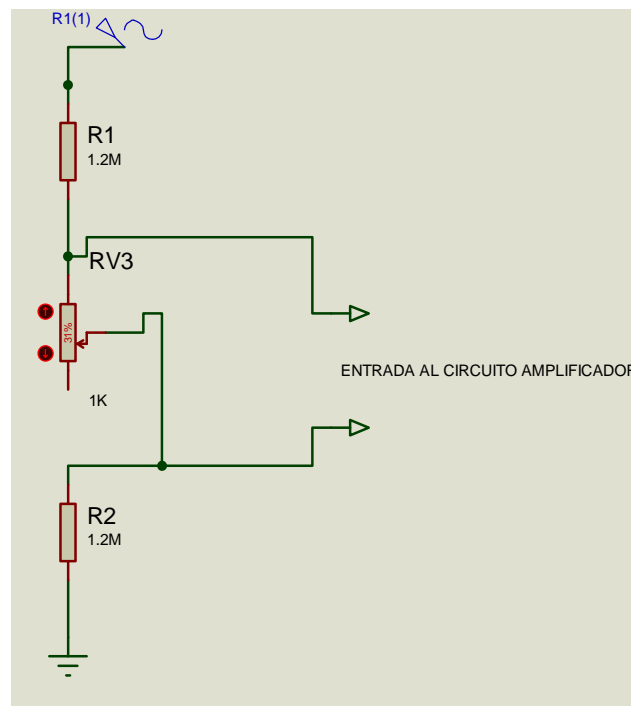 R1(1)
R1
1.2M
RV3
31%
1K
ENTRADA AL CIRCUITO AMPLIFICADOR
R2
1.2M